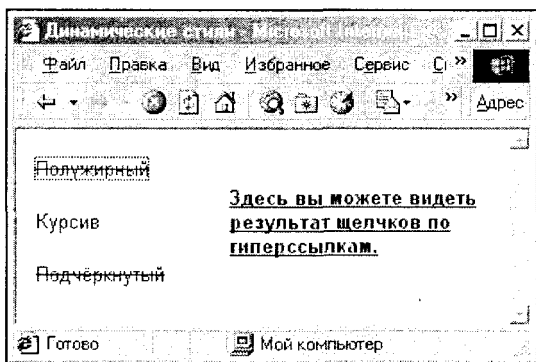 Динамические стили - Microsoft
Файл Правка Вид Избранное Сервис »
» Адрес
Полужирный
Здесь вы можете видеть
Курсив результат щелчков по
гиперссылкам.
Подчёркнутый
Готово Мой компьютер